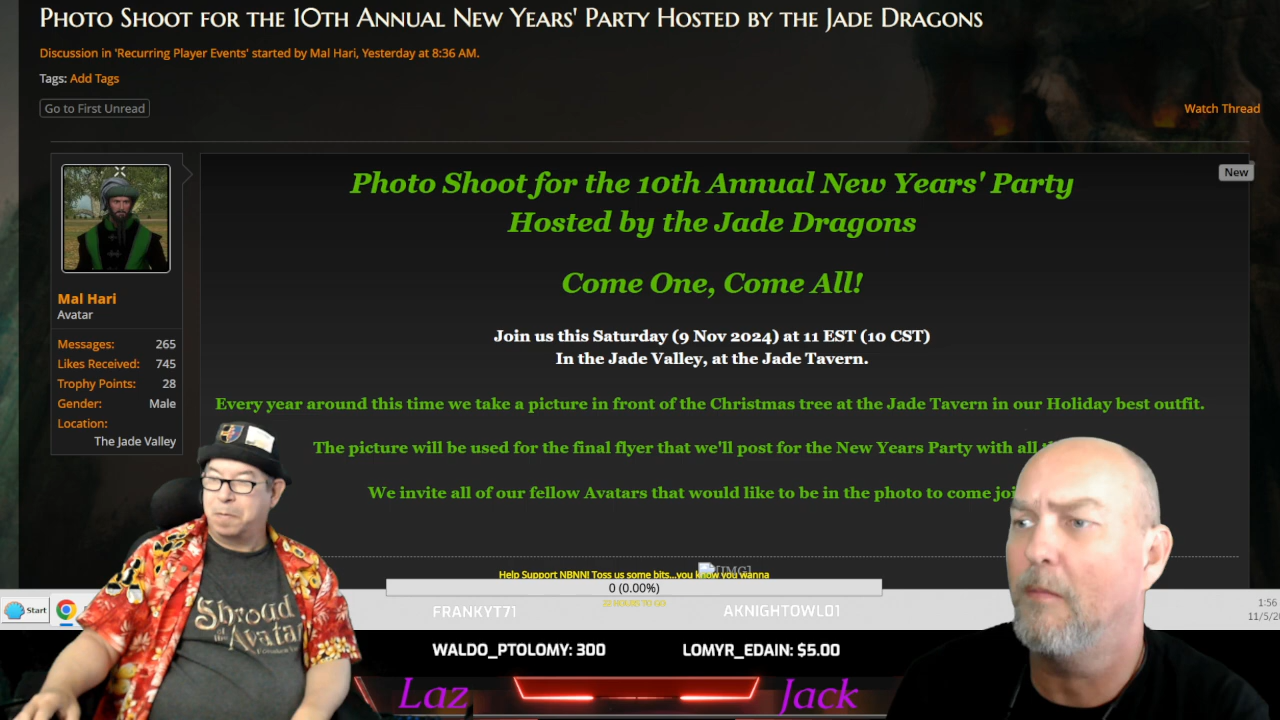 Photo Shoot for the 10th Annual New Years' Party Hosted by the Jade Dragons
Discussion in 'Recurring Player Events' started by Mal Hari, Yesterday at 8:36 AM.
Tags: Add Tags
Go to First Unread
Watch Thread
New
Photo Shoot for the 10th Annual New Years' Party
Hosted by the Jade Dragons
Come One, Come All!
Mal Hari
Avatar
Join us this Saturday (9 Nov 2024) at 11 EST (10 CST)
In the Jade Valley, at the Jade Tavern.
Messages: 265
Likes Received: 745
Trophy Points: 28
Gender: Male
Location:
The Jade Valley
Every year around this time we take a picture in front of the Christmas tree at the Jade Tavern in our Holiday best outfit.
The picture will be used for the final flyer that we'll post for the New Years Party with all
We invite all of our fellow Avatars that would like to be in the photo to come
[IMG]
Help Support NBNN! Toss us some bits...you know you wanna
0 (0.00%)
22 HOURS TO GO
Start
FRANKYT71
AKNIGHTOWL01
1:56
11/5/2
Shroud
of the
Avatar
WALDO_PTOLOMY: 300
LOMYR_EDAIN: $5.00
Laz
Jack